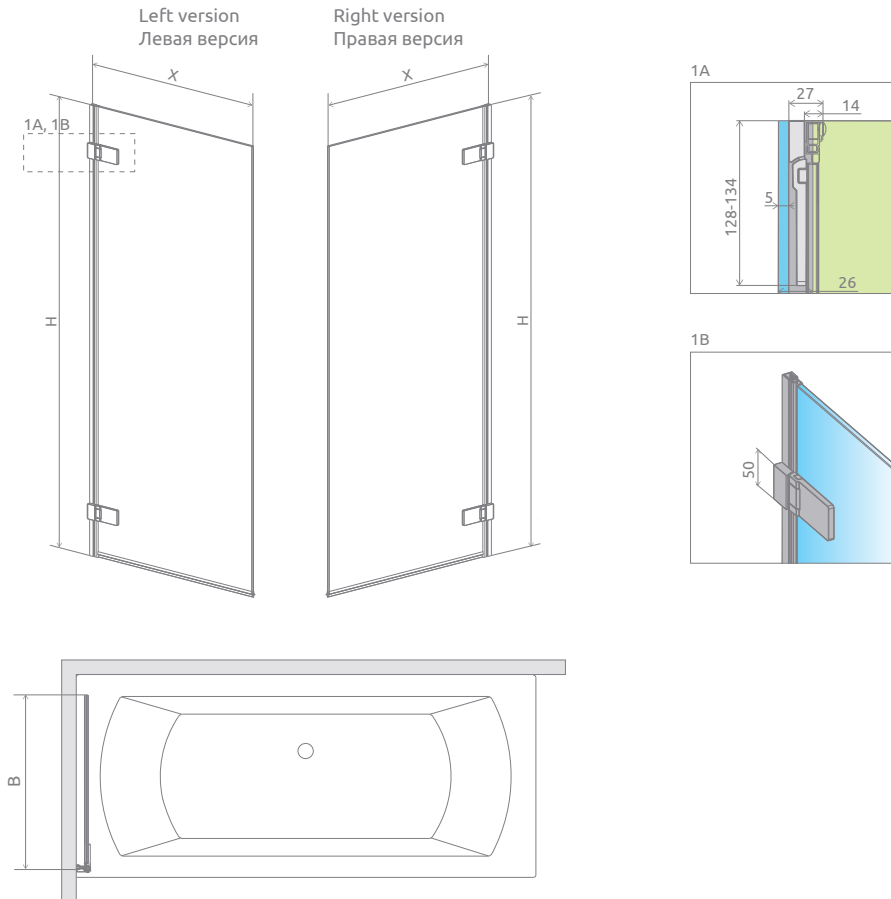 Left version
Левая версия
Right version
Правая версия
X
X
1A, 1B
H
H
1A
27
14
128-134
5
26
1B
50
B